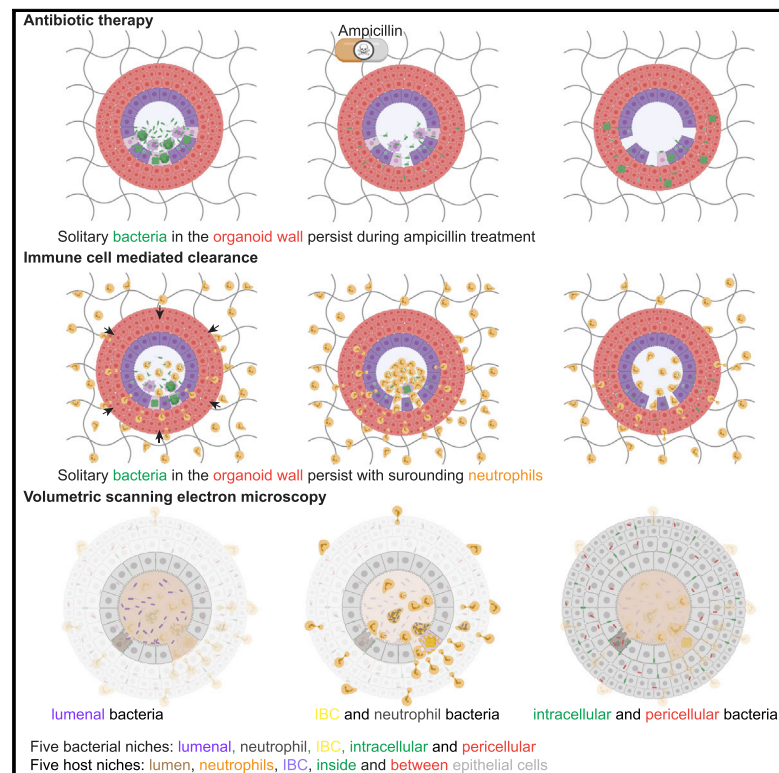 Antibiotic therapy
Ampicillin
Solitary bacteria in the organoid wall persist during ampicillin treatment
Immune cell mediated clearance
Solitary bacteria in the organoid wall persist with surounding neutrophils
Volumetric scanning electron microscopy
lumenal bacteria
IBC and neutrophil bacteria
intracellular and pericellular bacteria
Five bacterial niches: lumenal, neutrophil, IBC, intracellular and pericellular
Five host niches: lumen, neutrophils, IBC, inside and between epithelial cells